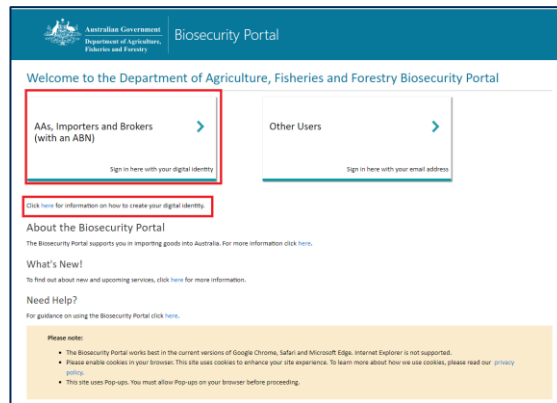 Australian Government
Department of Agriculture,
Fisheries and Forestry
Biosecurity Portal
Welcome to the Department of Agriculture, Fisheries and Forestry Biosecurity Portal
AAs, Importers and Brokers
(with an ABN)
Sign in here with your digital identity
Other Users
Sign in here with your email address
Click here for information on how to create your digital identity.
About the Biosecurity Portal
The Biosecurity Portal supports you in importing goods into Australia. For more information click here.
What's New!
To find out about new and upcoming services, click here for more information.
Need Help?
For guidance on using the Biosecurity Portal click here.
Please note:
• The Biosecurity Portal works best in the current versions of Google Chrome, Safari and Microsoft Edge. Internet Explorer is not supported.
• Please enable cookies in your browser. This site uses cookies to enhance your site experience. To learn more about how we use cookies, please read our privacy
policy.
• This site uses Pop-ups. You must allow Pop-ups on your browser before proceeding.